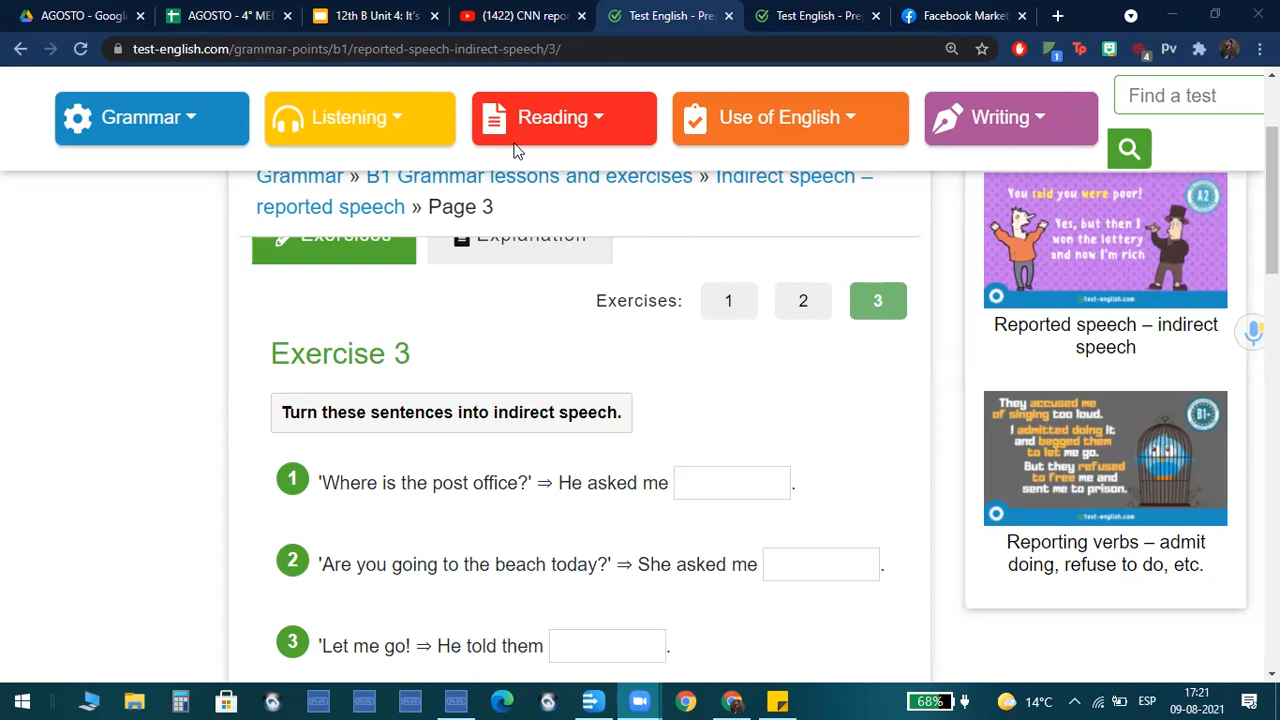 AGOSTO - Googl
AGOSTO - 4° ME
12th B Unit 4: It's
(1422) CNN repo
Test English - Pre
Test English - Pre
Facebook Market
test-english.com/grammar-points/b1/reported-speech-indirect-speech/3/
1
Tp
4
Pv
Grammar
Listening
Reading
Use of English
Writing
Find a test
Grammar » B1 Grammar lessons and exercises » Indirect speech –
reported speech » Page 3
Exercises
Explanation
Exercises: 1 2 3
Exercise 3
Turn these sentences into indirect speech.
1 'Where is the post office?' ⇒ He asked me .
2 'Are you going to the beach today?' ⇒ She asked me .
3 'Let me go! ⇒ He told them .
You said you were poor!
A2
Yes, but then I
won the lottery
and now I'm rich
test-english.com
Reported speech – indirect
speech
They accused me
of singing too loud.
B1+
I admitted doing it
and begged them
to let me go.
But they refused
to free me and
sent me to prison.
test-english.com
Reporting verbs – admit
doing, refuse to do, etc.
68%
14°C
ESP
17:21
09-08-2021